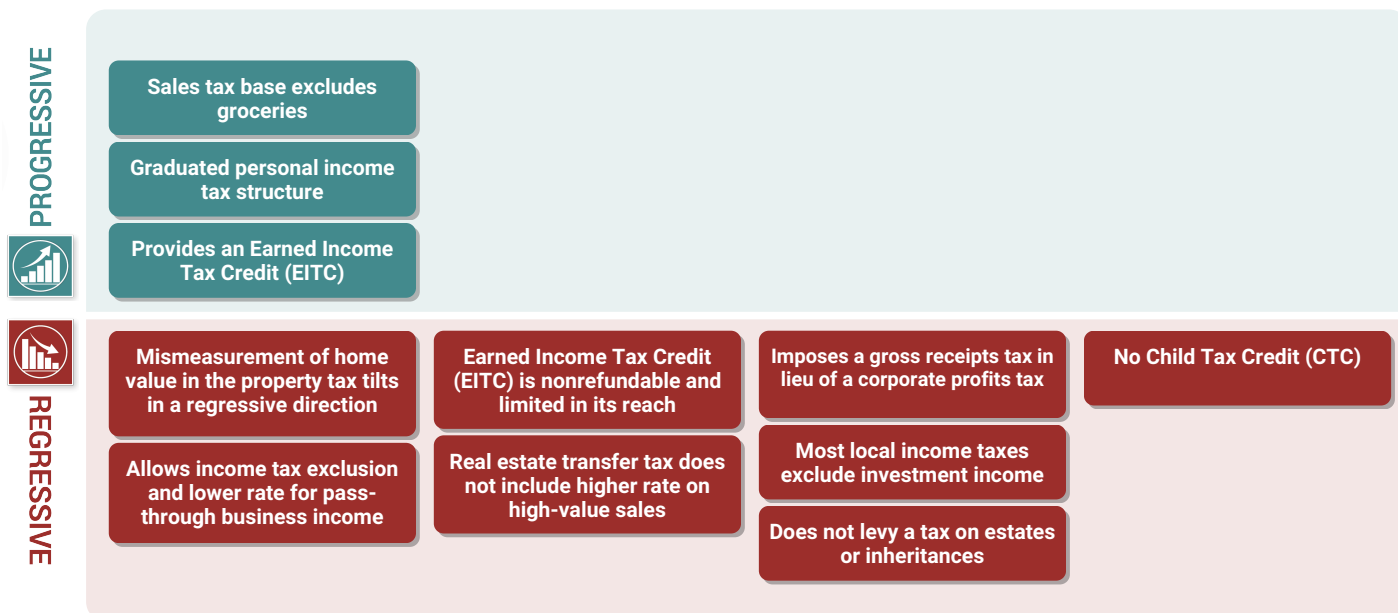 PROGRESSIVE
Sales tax base excludes
groceries
Graduated personal income
tax structure
Provides an Earned Income
Tax Credit (EITC)
REGRESSIVE
Mismeasurement of home
value in the property tax tilts
in a regressive direction
Allows income tax exclusion
and lower rate for pass-
through business income
Earned Income Tax Credit
(EITC) is nonrefundable and
limited in its reach
Real estate transfer tax does
not include higher rate on
high-value sales
Imposes a gross receipts tax in
lieu of a corporate profits tax
Most local income taxes
exclude investment income
Does not levy a tax on estates
or inheritances
No Child Tax Credit (CTC)